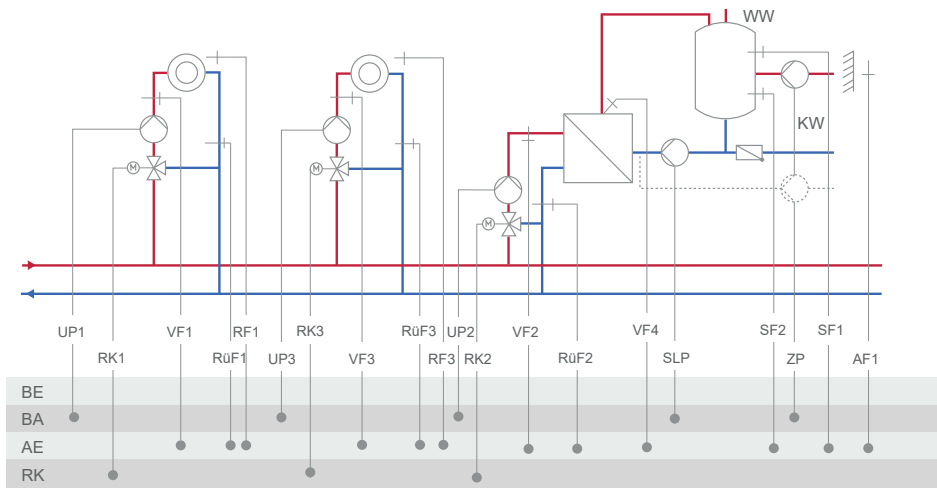 WW
KW
M
M
M
UP1
VF1
RF1
RK3
RüF3
UP2
VF2
VF4
SF2
SF1
RK1
RüF1
UP3
VF3
RF3
RK2
RüF2
SLP
ZP
AF1
BE
BA
AE
RK